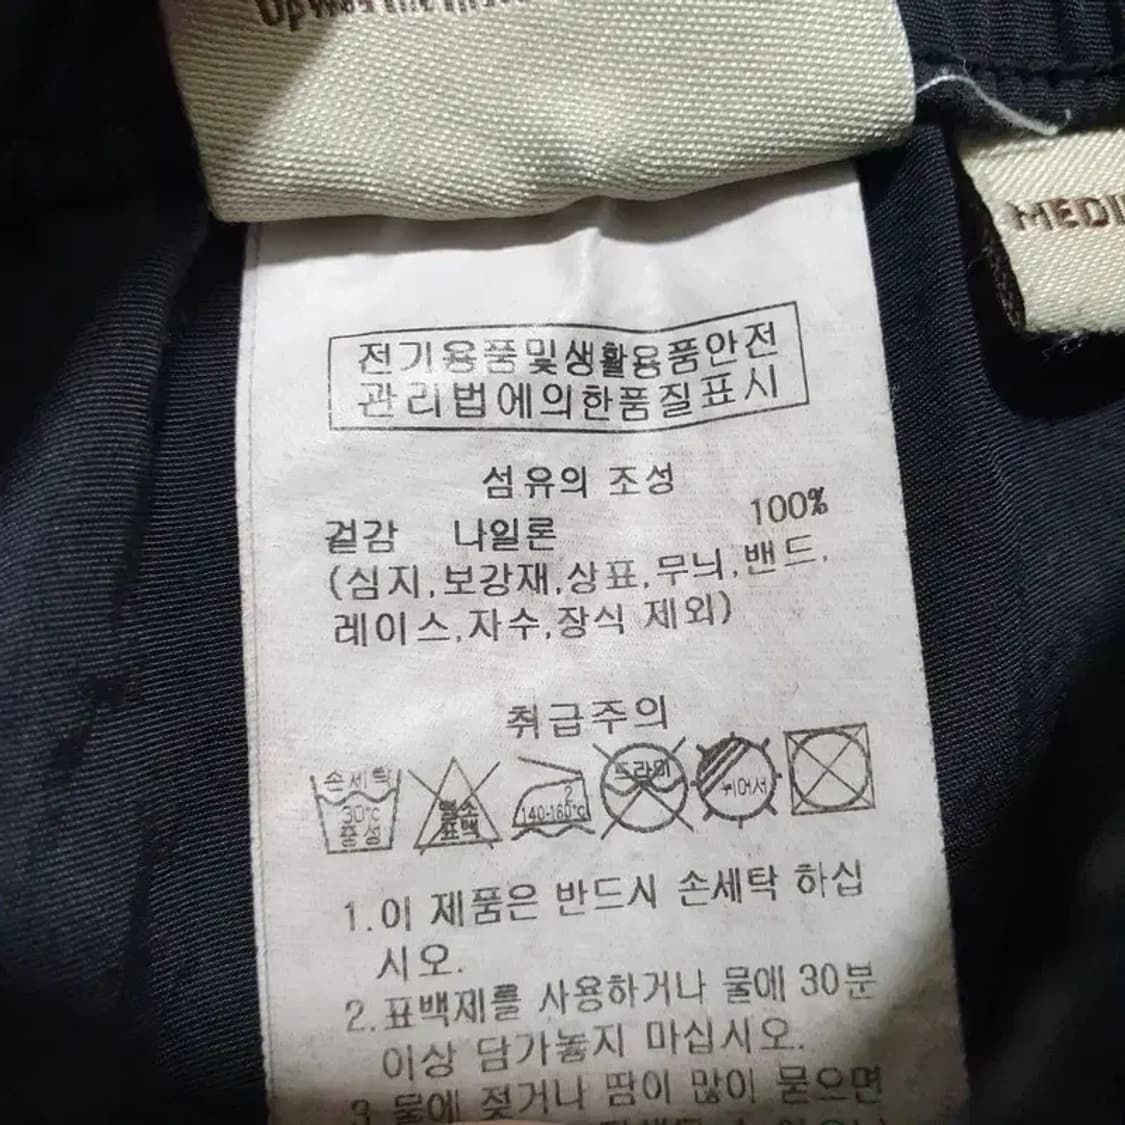 전기용품및생활용품안전
관리법에의한품질표시
섬유의 조성
겉감 나일론 100%
(심지,보강재,상표,무늬,밴드,
레이스,자수,장식 제외)
취급주의
손세탁
30℃
중성
염소
표백
2
140-160℃
드라이
뉘어서
1.이 제품은 반드시 손세탁 하십
시오.
2.표백제를 사용하거나 물에 30분
이상 담가놓지 마십시오.
3.물에 젖거나 땀이 많이 묻으면